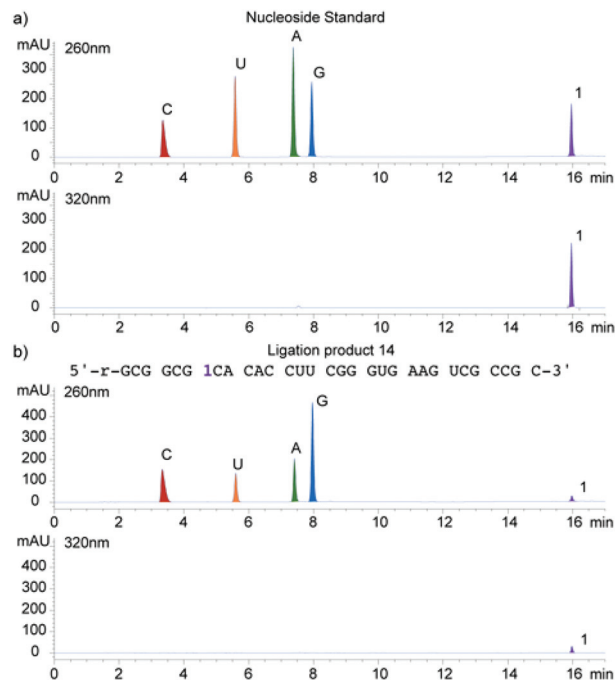 a) Nucleoside Standard
mAU 260nm
A
U
G
C
1
300
200
100
0
0 2 4 6 8 10 12 14 16 min
mAU 320nm
300
200
100
0
1
0 2 4 6 8 10 12 14 16 min
b) Ligation product 14
5'-r-GCG GCG 1CA CAC CUU CGG GUG AAG UCG CCG C-3'
mAU 260nm
G
400
300
200
100
0
C
U
A
1
0 2 4 6 8 10 12 14 16 min
mAU 320nm
400
300
200
100
0
1
0 2 4 6 8 10 12 14 16 min